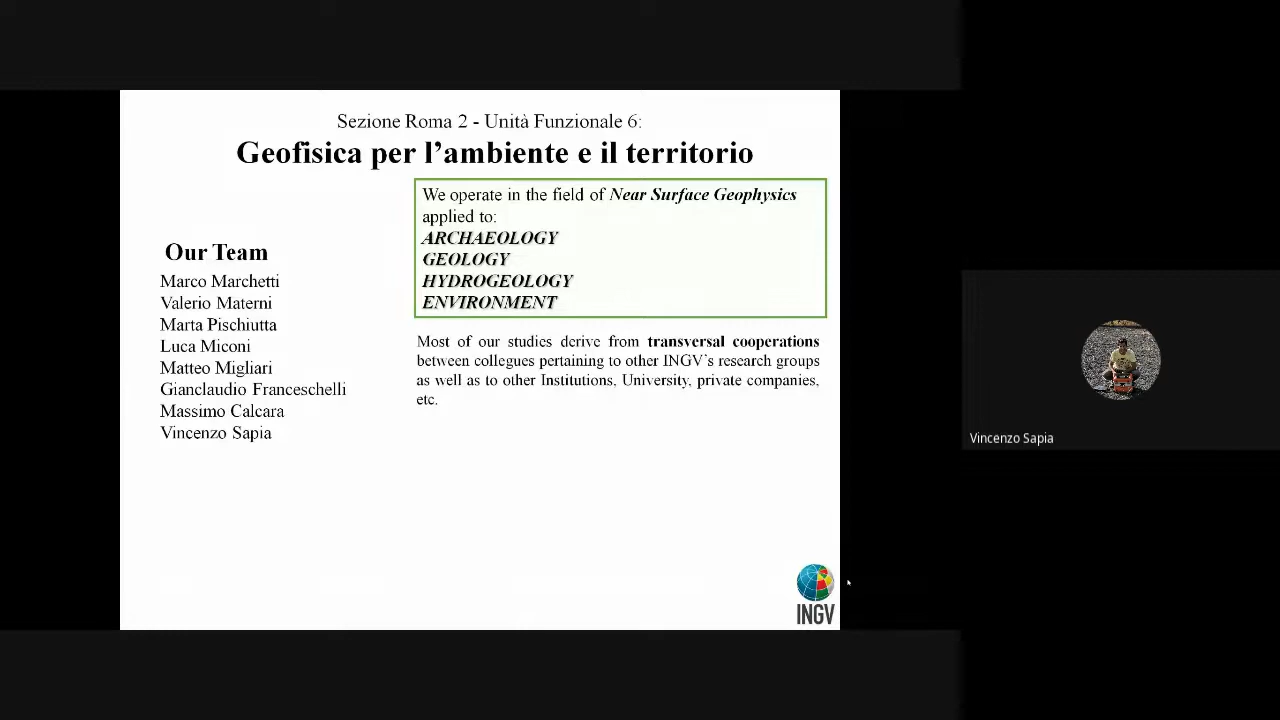 Sezione Roma 2 - Unità Funzionale 6:
Geofisica per l’ambiente e il territorio
Our Team
Marco Marchetti
Valerio Materni
Marta Pischiutta
Luca Miconi
Matteo Migliari
Gianclaudio Franceschelli
Massimo Calcara
Vincenzo Sapia
We operate in the field of Near Surface Geophysics
applied to:
ARCHAEOLOGY
GEOLOGY
HYDROGEOLOGY
ENVIRONMENT
Most of our studies derive from transversal cooperations
between collegues pertaining to other INGV’s research groups
as well as to other Institutions, University, private companies,
etc.
INGV
Vincenzo Sapia